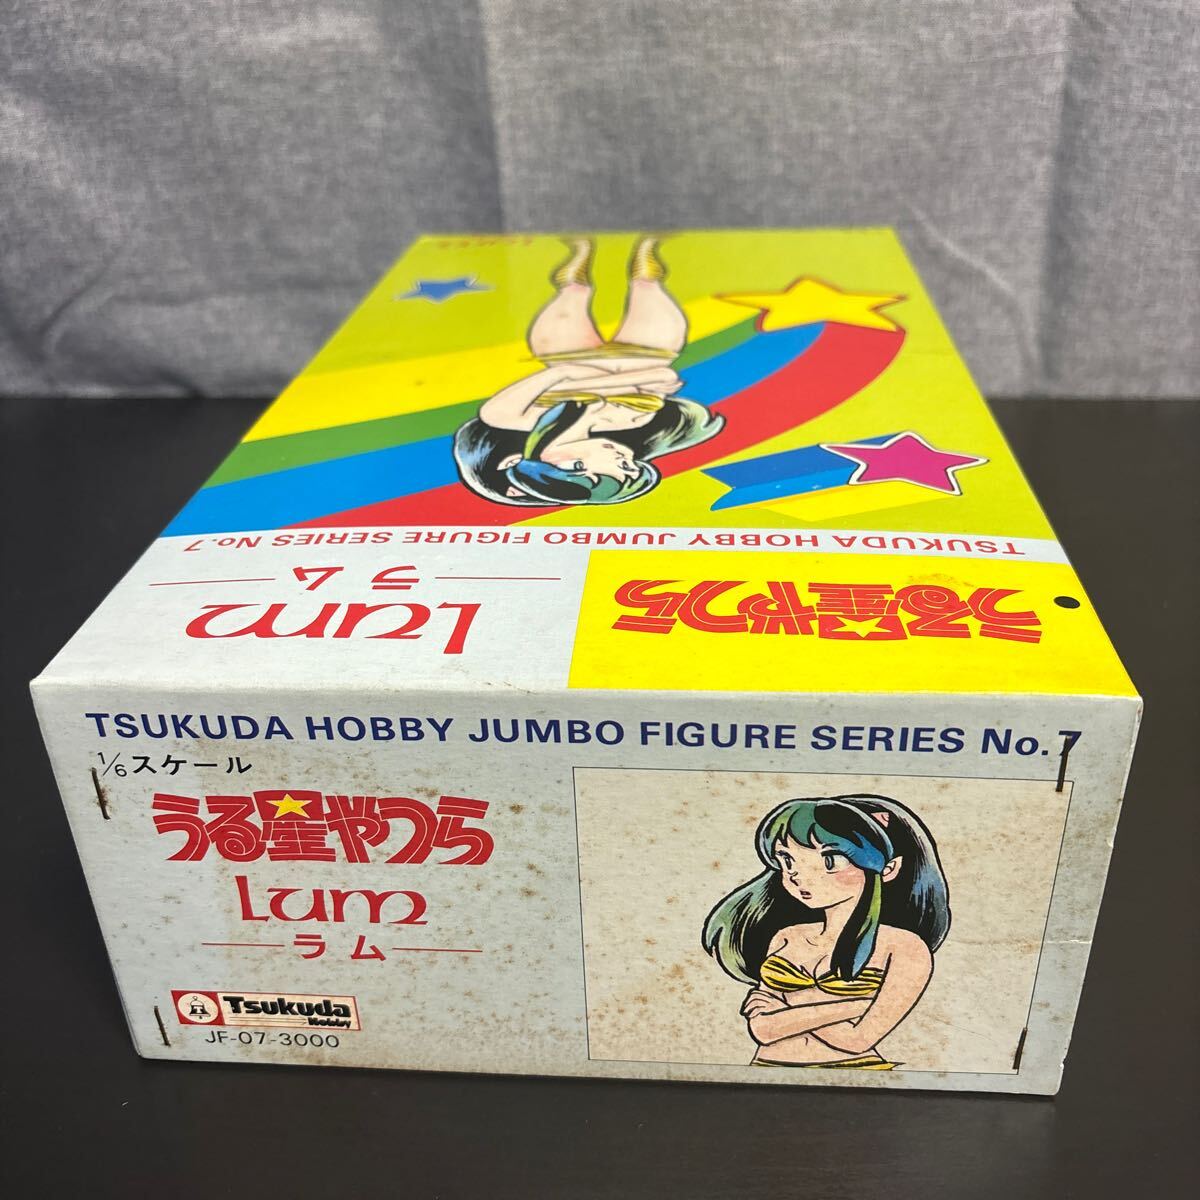 TSUKUDA HOBBY JUMBO FIGURE SERIES No.7
うる星やつら
Lum
ラム
TSUKUDA HOBBY JUMBO FIGURE SERIES No.7
1/6スケール
うる星やつら
Lum
ラム
Tsukuda
Hobby
JF-07-3000